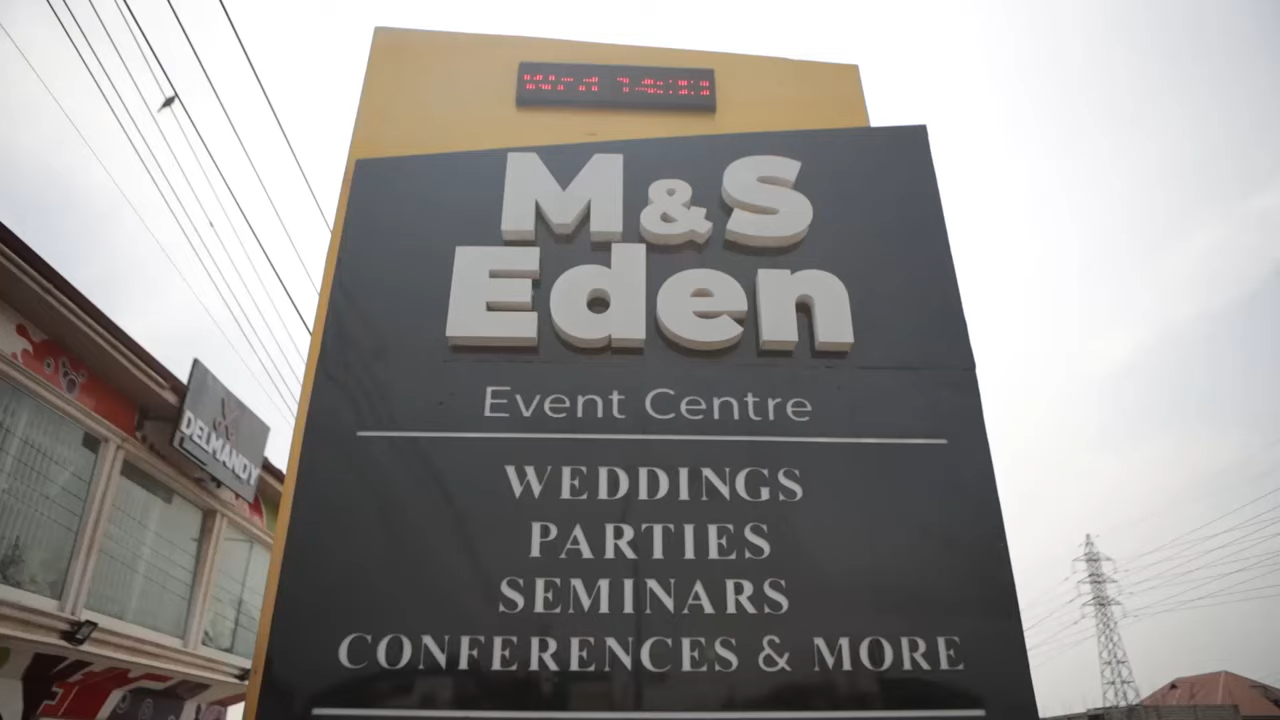 M&S
Eden
Event Centre
WEDDINGS
PARTIES
SEMINARS
CONFERENCES & MORE
DELMANDY